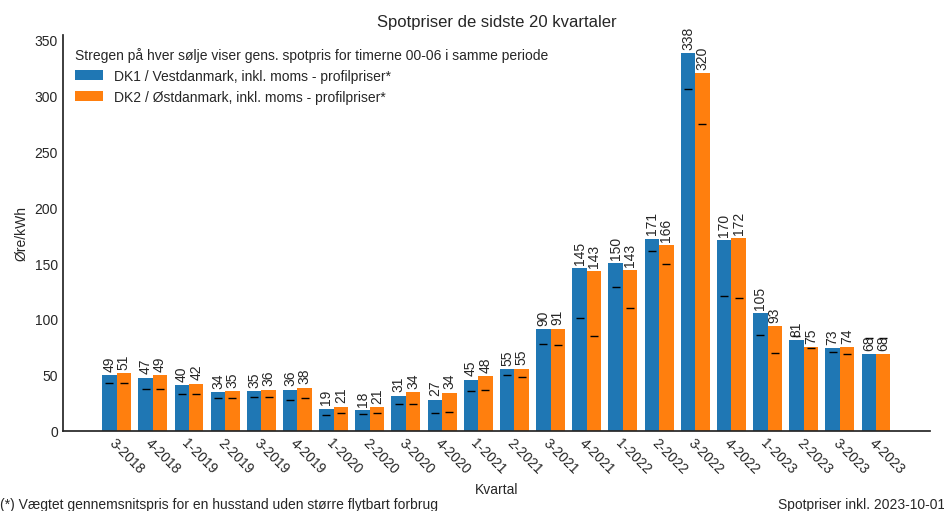 Spotpriser de sidste 20 kvartaler
Stregen på hver sølje viser gens. spotpris for timerne 00-06 i samme periode
DK1 / Vestdanmark, inkl. moms - profilpriser*
DK2 / Østdanmark, inkl. moms - profilpriser*
Øre/kWh
350
300
250
200
150
100
50
0
49 51 47 49 40 42 34 35 35 36 36 38 19 21 18 21 31 34 27 34 45 48 55 55 90 91 145 143 150 143 171 166 338 320 170 172 105 93 81 75 73 74 68 68
3-2018 4-2018 1-2019 2-2019 3-2019 4-2019 1-2020 2-2020 3-2020 4-2020 1-2021 2-2021 3-2021 4-2021 1-2022 2-2022 3-2022 4-2022 1-2023 2-2023 3-2023 4-2023
Kvartal
(*) Vægtet gennemsnitspris for en husstand uden større flytbart forbrug
Spotpriser inkl. 2023-10-01